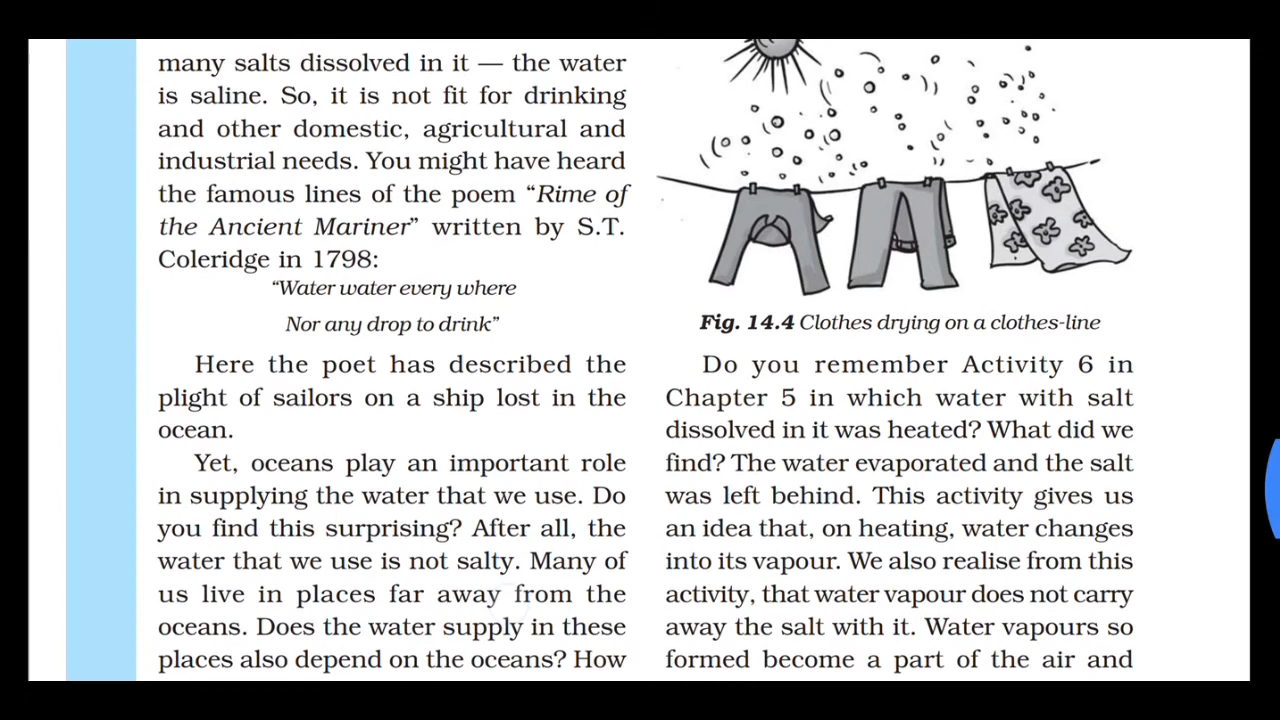 many salts dissolved in it — the water
is saline. So, it is not fit for drinking
and other domestic, agricultural and
industrial needs. You might have heard
the famous lines of the poem “Rime of
the Ancient Mariner” written by S.T.
Coleridge in 1798:
“Water water every where
Nor any drop to drink”
Here the poet has described the
plight of sailors on a ship lost in the
ocean.
Yet, oceans play an important role
in supplying the water that we use. Do
you find this surprising? After all, the
water that we use is not salty. Many of
us live in places far away from the
oceans. Does the water supply in these
places also depend on the oceans? How
Fig. 14.4 Clothes drying on a clothes-line
Do you remember Activity 6 in
Chapter 5 in which water with salt
dissolved in it was heated? What did we
find? The water evaporated and the salt
was left behind. This activity gives us
an idea that, on heating, water changes
into its vapour. We also realise from this
activity, that water vapour does not carry
away the salt with it. Water vapours so
formed become a part of the air and